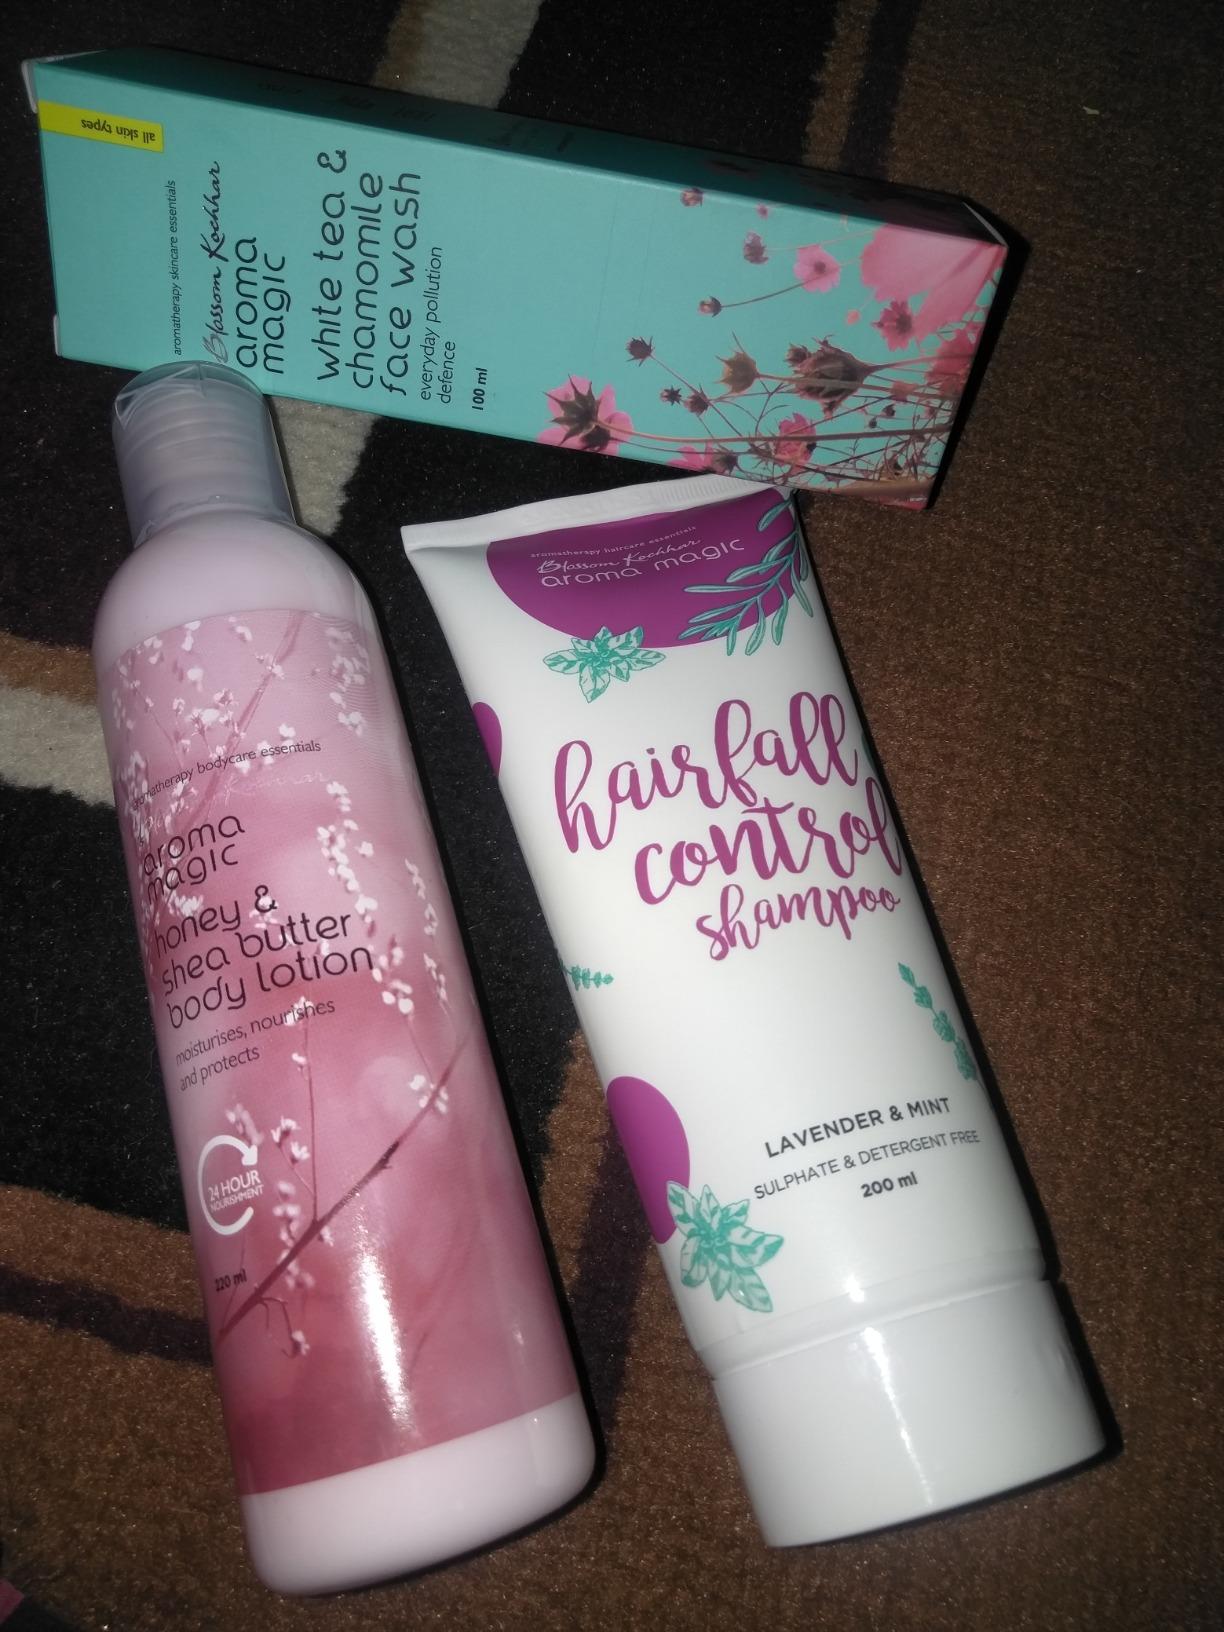 all skin types
aromatherapy skincare essentials
Blossom Kochhar
aroma
magic
white tea &
chamomile
face wash
everyday pollution
defence
100 ml
aromatherapy bodycare essentials
aroma
magic
honey &
shea butter
body lotion
moisturises, nourishes
and protects
24 HOUR
NOURISHMENT
220 ml
aromatherapy haircare essentials
Blossom Kochhar
aroma magic
hairfall
control
shampoo
LAVENDER & MINT
SULPHATE & DETERGENT FREE
200 ml